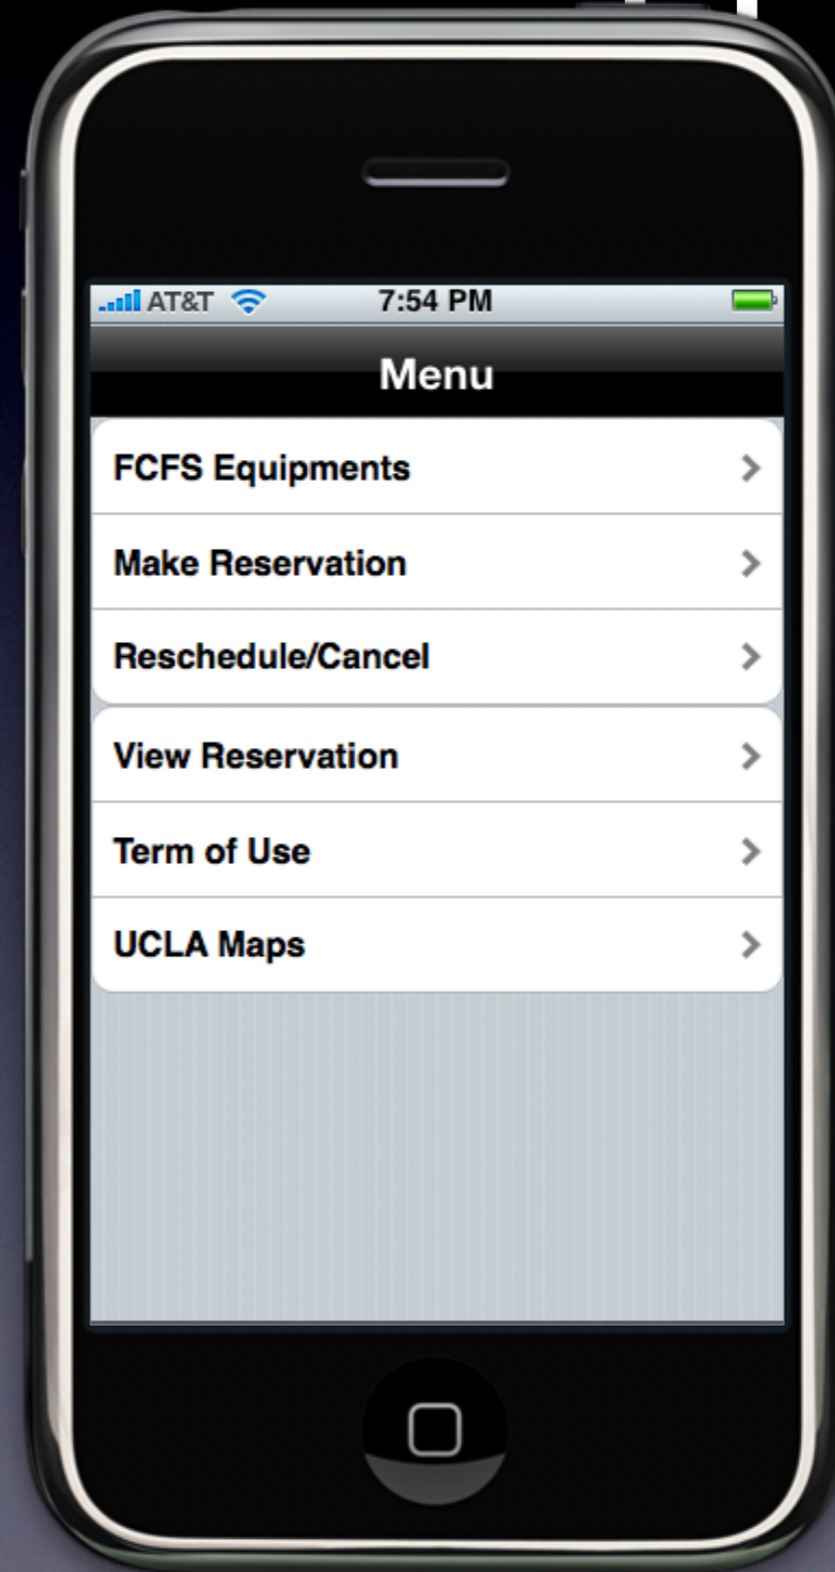 AT&T 7:54 PM
Menu
FCFS Equipments
Make Reservation
Reschedule/Cancel
View Reservation
Term of Use
UCLA Maps